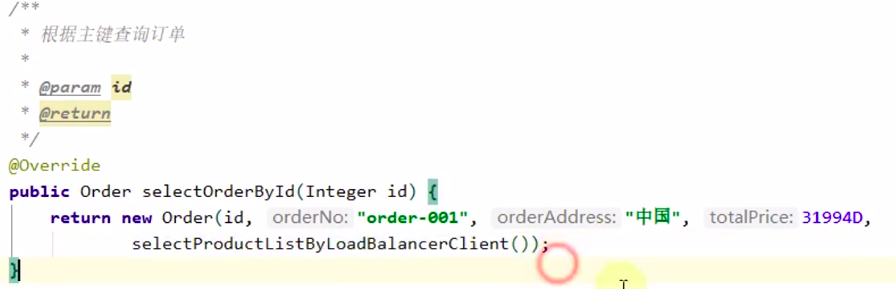 /**
 * 根据主键查询订单
 *
 * @param id
 * @return
 */
@Override
public Order selectOrderById(Integer id) {
    return new Order(id, orderNo: "order-001", orderAddress: "中国", totalPrice: 31994D,
            selectProductListByLoadBalancerClient());
}